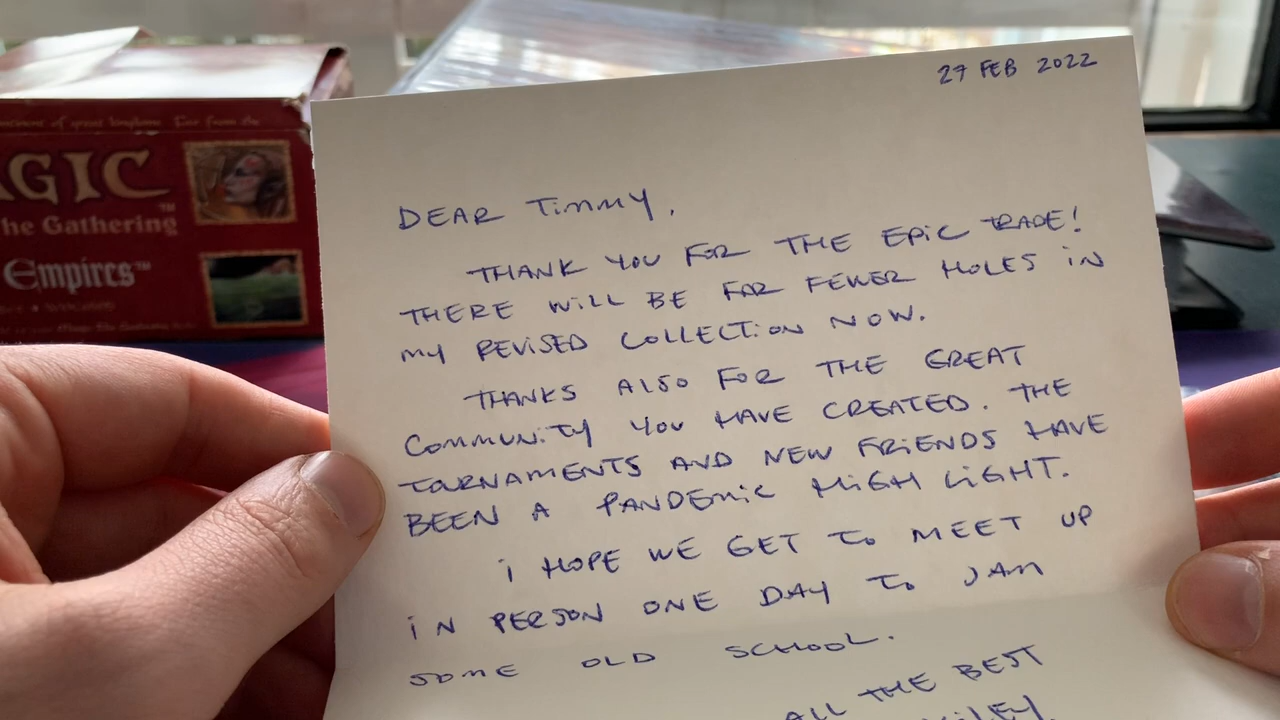 27 FEB 2022
DEAR TIMMY,
THANK YOU FOR THE EPIC TRADE!
THERE WILL BE FAR FEWER HOLES IN
MY REVISED COLLECTION NOW.
THANKS ALSO FOR THE GREAT
COMMUNITY YOU HAVE CREATED. THE
TORNAMENTS AND NEW FRIENDS HAVE
BEEN A PANDEMIC HIGH LIGHT.
I HOPE WE GET TO MEET UP
IN PERSON ONE DAY TO JAM
SOME OLD SCHOOL.
ALL THE BEST
AGIC
The Gathering
Empires™